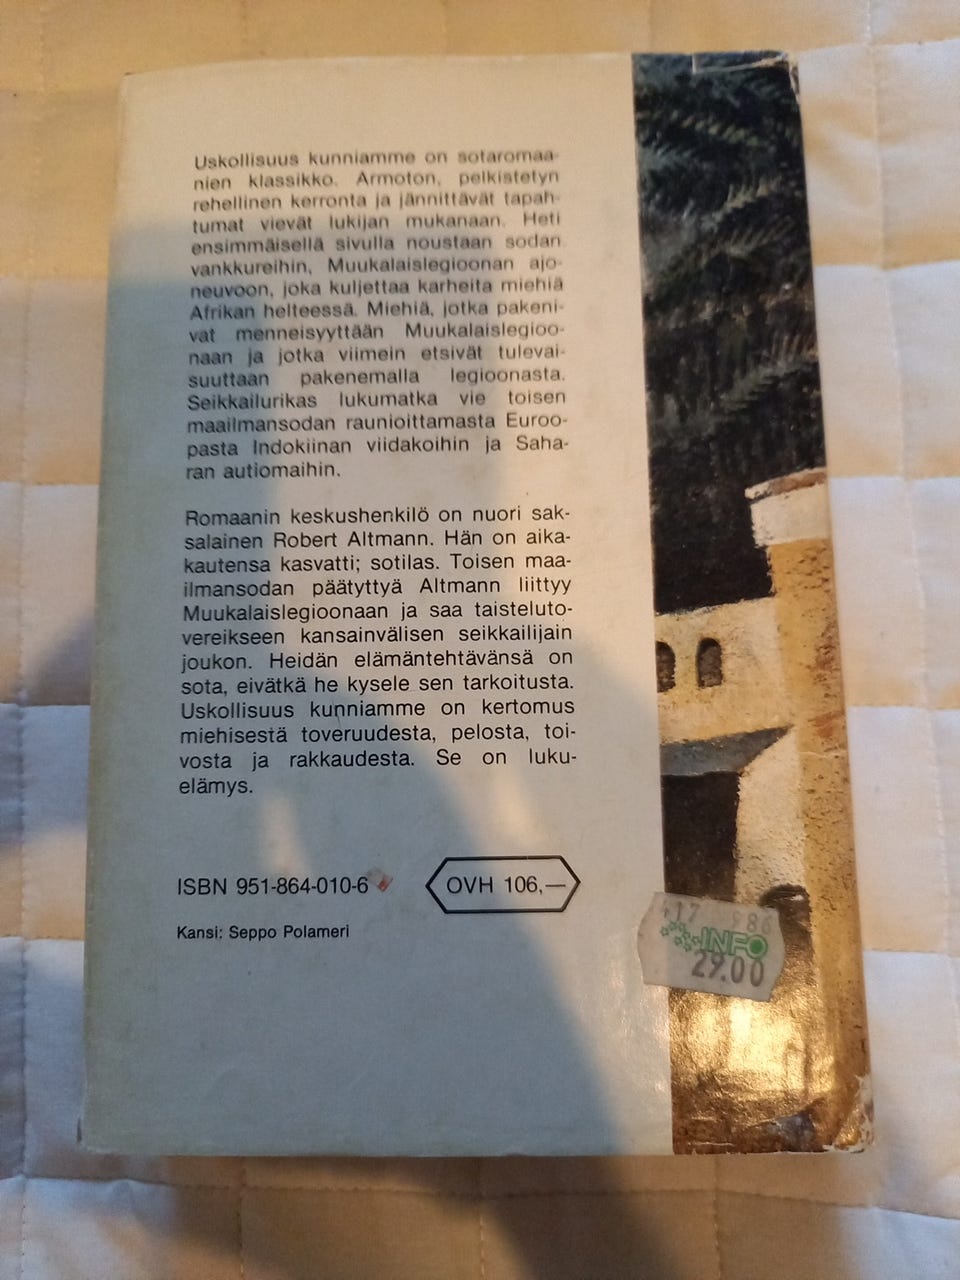 Uskollisuus kunniamme on sotaromaa-
nien klassikko. Armoton, pelkistetyn
rehellinen kerronta ja jännittävät tapah-
tumat vievät lukijan mukanaan. Heti
ensimmäisellä sivulla noustaan sodan
vankkureihin, Muukalaislegioonan ajo-
neuvoon, joka kuljettaa karheita miehiä
Afrikan helteessä. Miehiä, jotka pakeni-
vat menneisyyttään Muukalaislegioo-
naan ja jotka viimein etsivät tulevai-
suuttaan pakenemalla legioonasta.
Seikkailurikas lukumatka vie toisen
maailmansodan raunioittamasta Euroo-
pasta Indokiinan viidakoihin ja Saha-
ran autiomaihin.
Romaanin keskushenkilö on nuori sak-
salainen Robert Altmann. Hän on aika-
kautensa kasvatti; sotilas. Toisen maa-
ilmansodan päätyttyä Altmann liittyy
Muukalaislegioonaan ja saa taisteluto-
vereikseen kansainvälisen seikkailijain
joukon. Heidän elämäntehtävänsä on
sota, eivätkä he kysele sen tarkoitusta.
Uskollisuus kunniamme on kertomus
miehisestä toveruudesta, pelosta, toi-
vosta ja rakkaudesta. Se on luku-
elämys.
ISBN 951-864-010-6
OVH 106,—
Kansi: Seppo Polameri
417 986
INFO
29.00